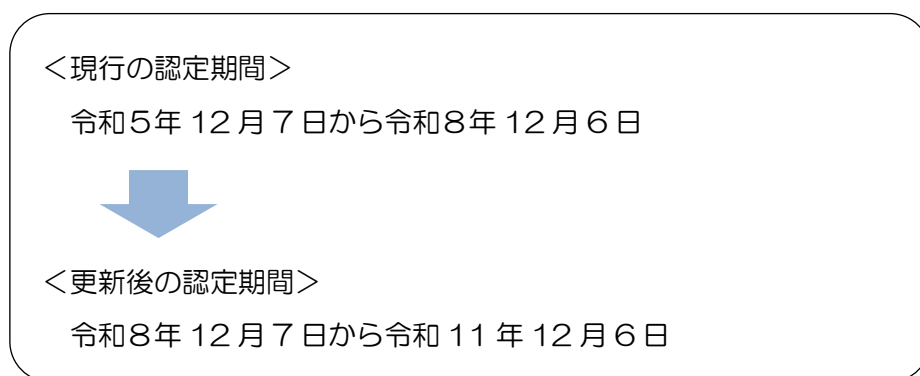 <現行の認定期間>
令和5年12月7日から令和8年12月6日
<更新後の認定期間>
令和8年12月7日から令和11年12月6日